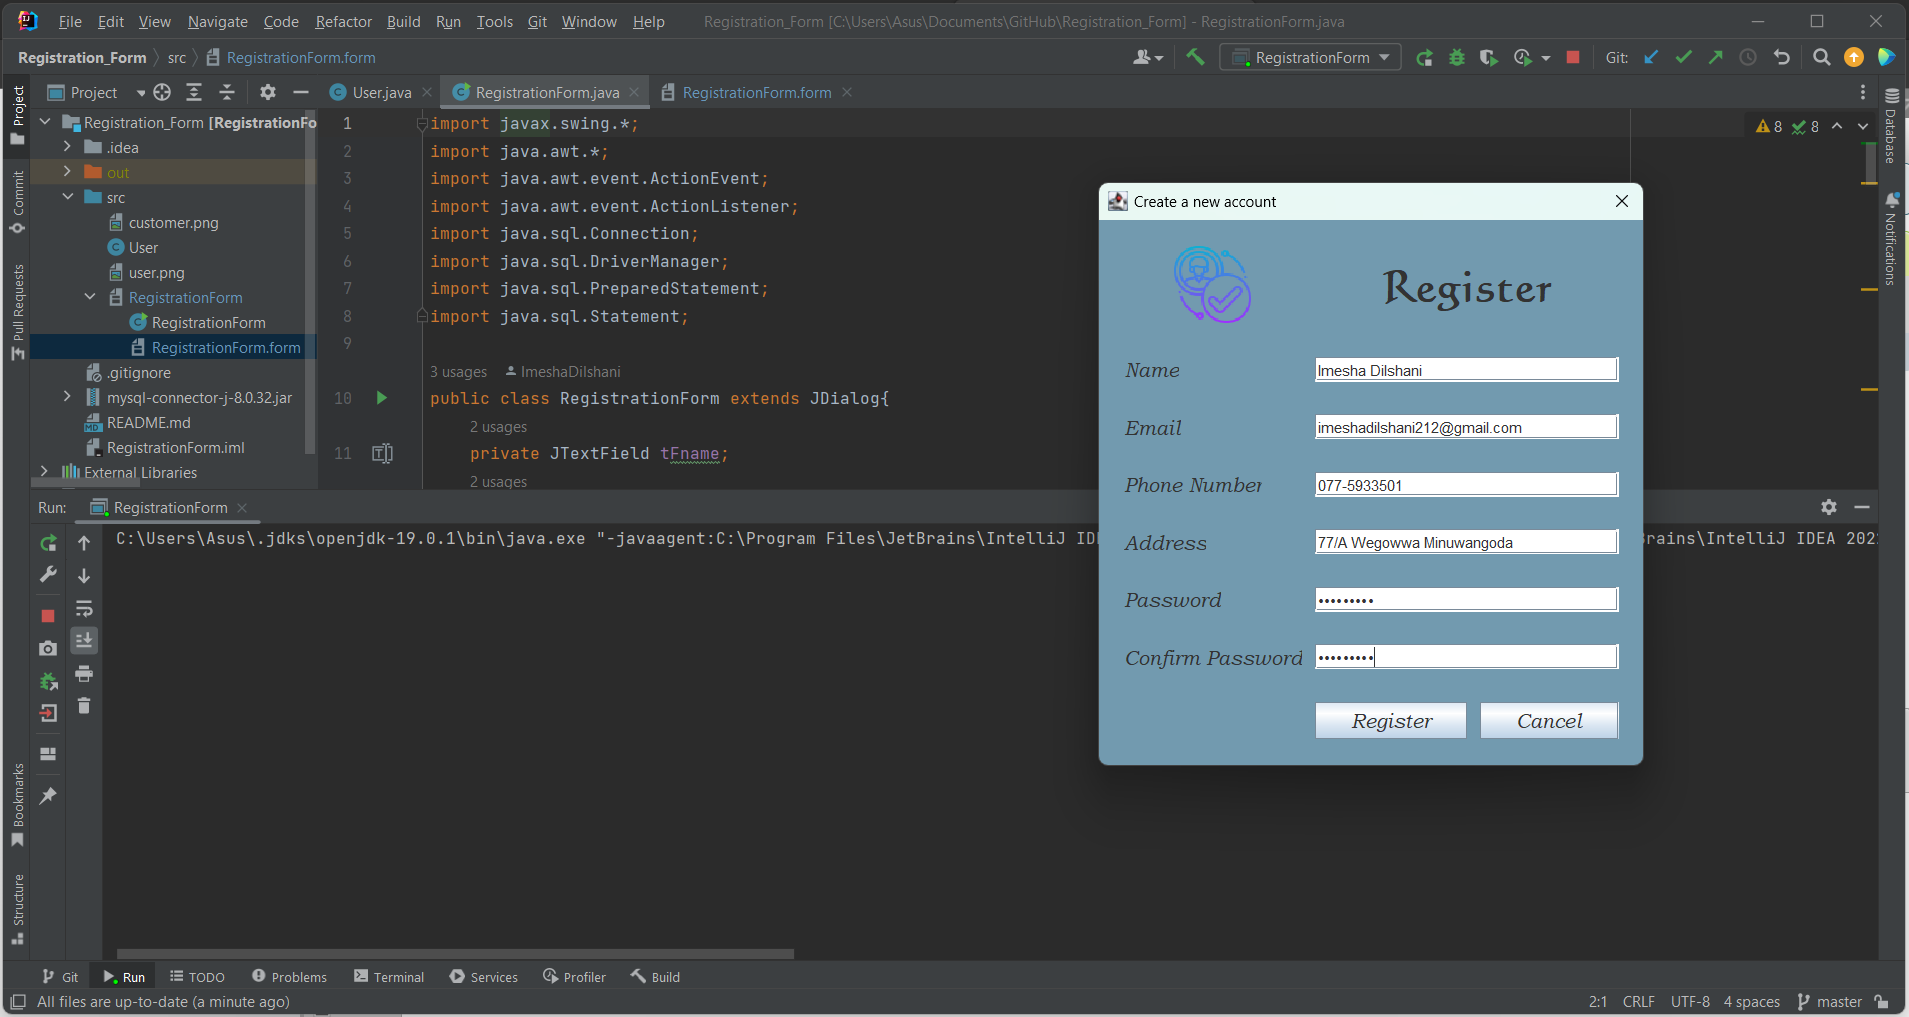 File Edit View Navigate Code Refactor Build Run Tools Git Window Help Registration_Form [C:\Users\Asus\Documents\GitHub\Registration_Form] - RegistrationForm.java
Registration_Form src RegistrationForm.form RegistrationForm Git:
Project User.java RegistrationForm.java RegistrationForm.form
Project
Commit
Pull Requests
Bookmarks
Structure
Registration_Form [RegistrationFo
.idea
out
src
customer.png
User
user.png
RegistrationForm
RegistrationForm
RegistrationForm.form
.gitignore
mysql-connector-j-8.0.32.jar
README.md
RegistrationForm.iml
External Libraries
1 import javax.swing.*;
2 import java.awt.*;
3 import java.awt.event.ActionEvent;
4 import java.awt.event.ActionListener;
5 import java.sql.Connection;
6 import java.sql.DriverManager;
7 import java.sql.PreparedStatement;
8 import java.sql.Statement;
9
3 usages ImeshaDilshani
10 public class RegistrationForm extends JDialog{
2 usages
11 private JTextField tFname;
2 usages
8 8
Database
Notifications
Create a new account
Register
Name Imesha Dilshani
Email imeshadilshani212@gmail.com
Phone Number 077-5933501
Address 77/A Wegowwa Minuwangoda
Password •••••••••
Confirm Password •••••••••
Register Cancel
Run: RegistrationForm
C:\Users\Asus\.jdks\openjdk-19.0.1\bin\java.exe "-javaagent:C:\Program Files\JetBrains\IntelliJ IDE
rains\IntelliJ IDEA 202
Git Run TODO Problems Terminal Services Profiler Build
All files are up-to-date (a minute ago) 2:1 CRLF UTF-8 4 spaces master